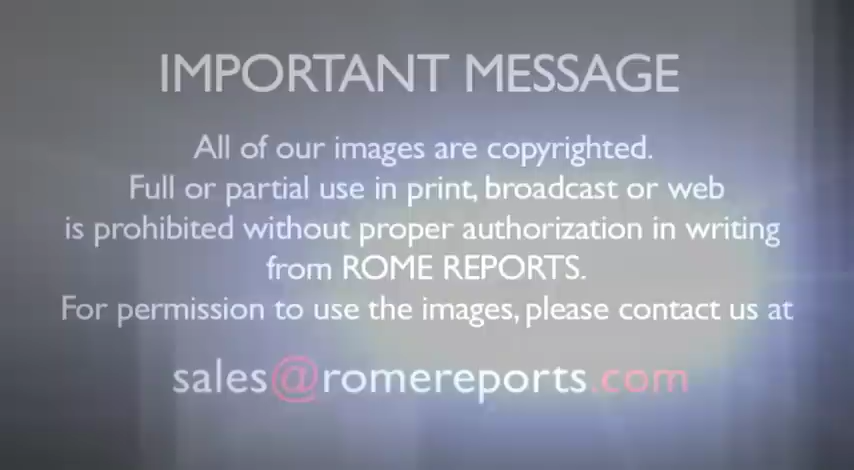 IMPORTANT MESSAGE
All of our images are copyrighted.
Full or partial use in print, broadcast or web
is prohibited without proper authorization in writing
from ROME REPORTS.
For permission to use the images, please contact us at
sales@romereports.com